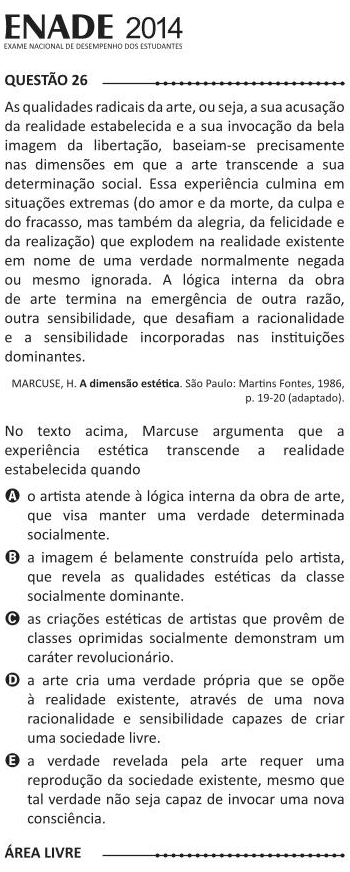 ENADE 2014
EXAME NACIONAL DE DESEMPENHO DOS ESTUDANTES
QUESTÃO 26
As qualidades radicais da arte, ou seja, a sua acusação
da realidade estabelecida e a sua invocação da bela
imagem da libertação, baseiam-se precisamente
nas dimensões em que a arte transcende a sua
determinação social. Essa experiência culmina em
situações extremas (do amor e da morte, da culpa e
do fracasso, mas também da alegria, da felicidade e
da realização) que explodem na realidade existente
em nome de uma verdade normalmente negada
ou mesmo ignorada. A lógica interna da obra
de arte termina na emergência de outra razão,
outra sensibilidade, que desafiam a racionalidade
e a sensibilidade incorporadas nas instituições
dominantes.
MARCUSE, H. A dimensão estética. São Paulo: Martins Fontes, 1986,
p. 19-20 (adaptado).
No texto acima, Marcuse argumenta que a
experiência estética transcende a realidade
estabelecida quando
A o artista atende à lógica interna da obra de arte,
que visa manter uma verdade determinada
socialmente.
B a imagem é belamente construída pelo artista,
que revela as qualidades estéticas da classe
socialmente dominante.
C as criações estéticas de artistas que provêm de
classes oprimidas socialmente demonstram um
caráter revolucionário.
D a arte cria uma verdade própria que se opõe
à realidade existente, através de uma nova
racionalidade e sensibilidade capazes de criar
uma sociedade livre.
E a verdade revelada pela arte requer uma
reprodução da sociedade existente, mesmo que
tal verdade não seja capaz de invocar uma nova
consciência.
ÁREA LIVRE